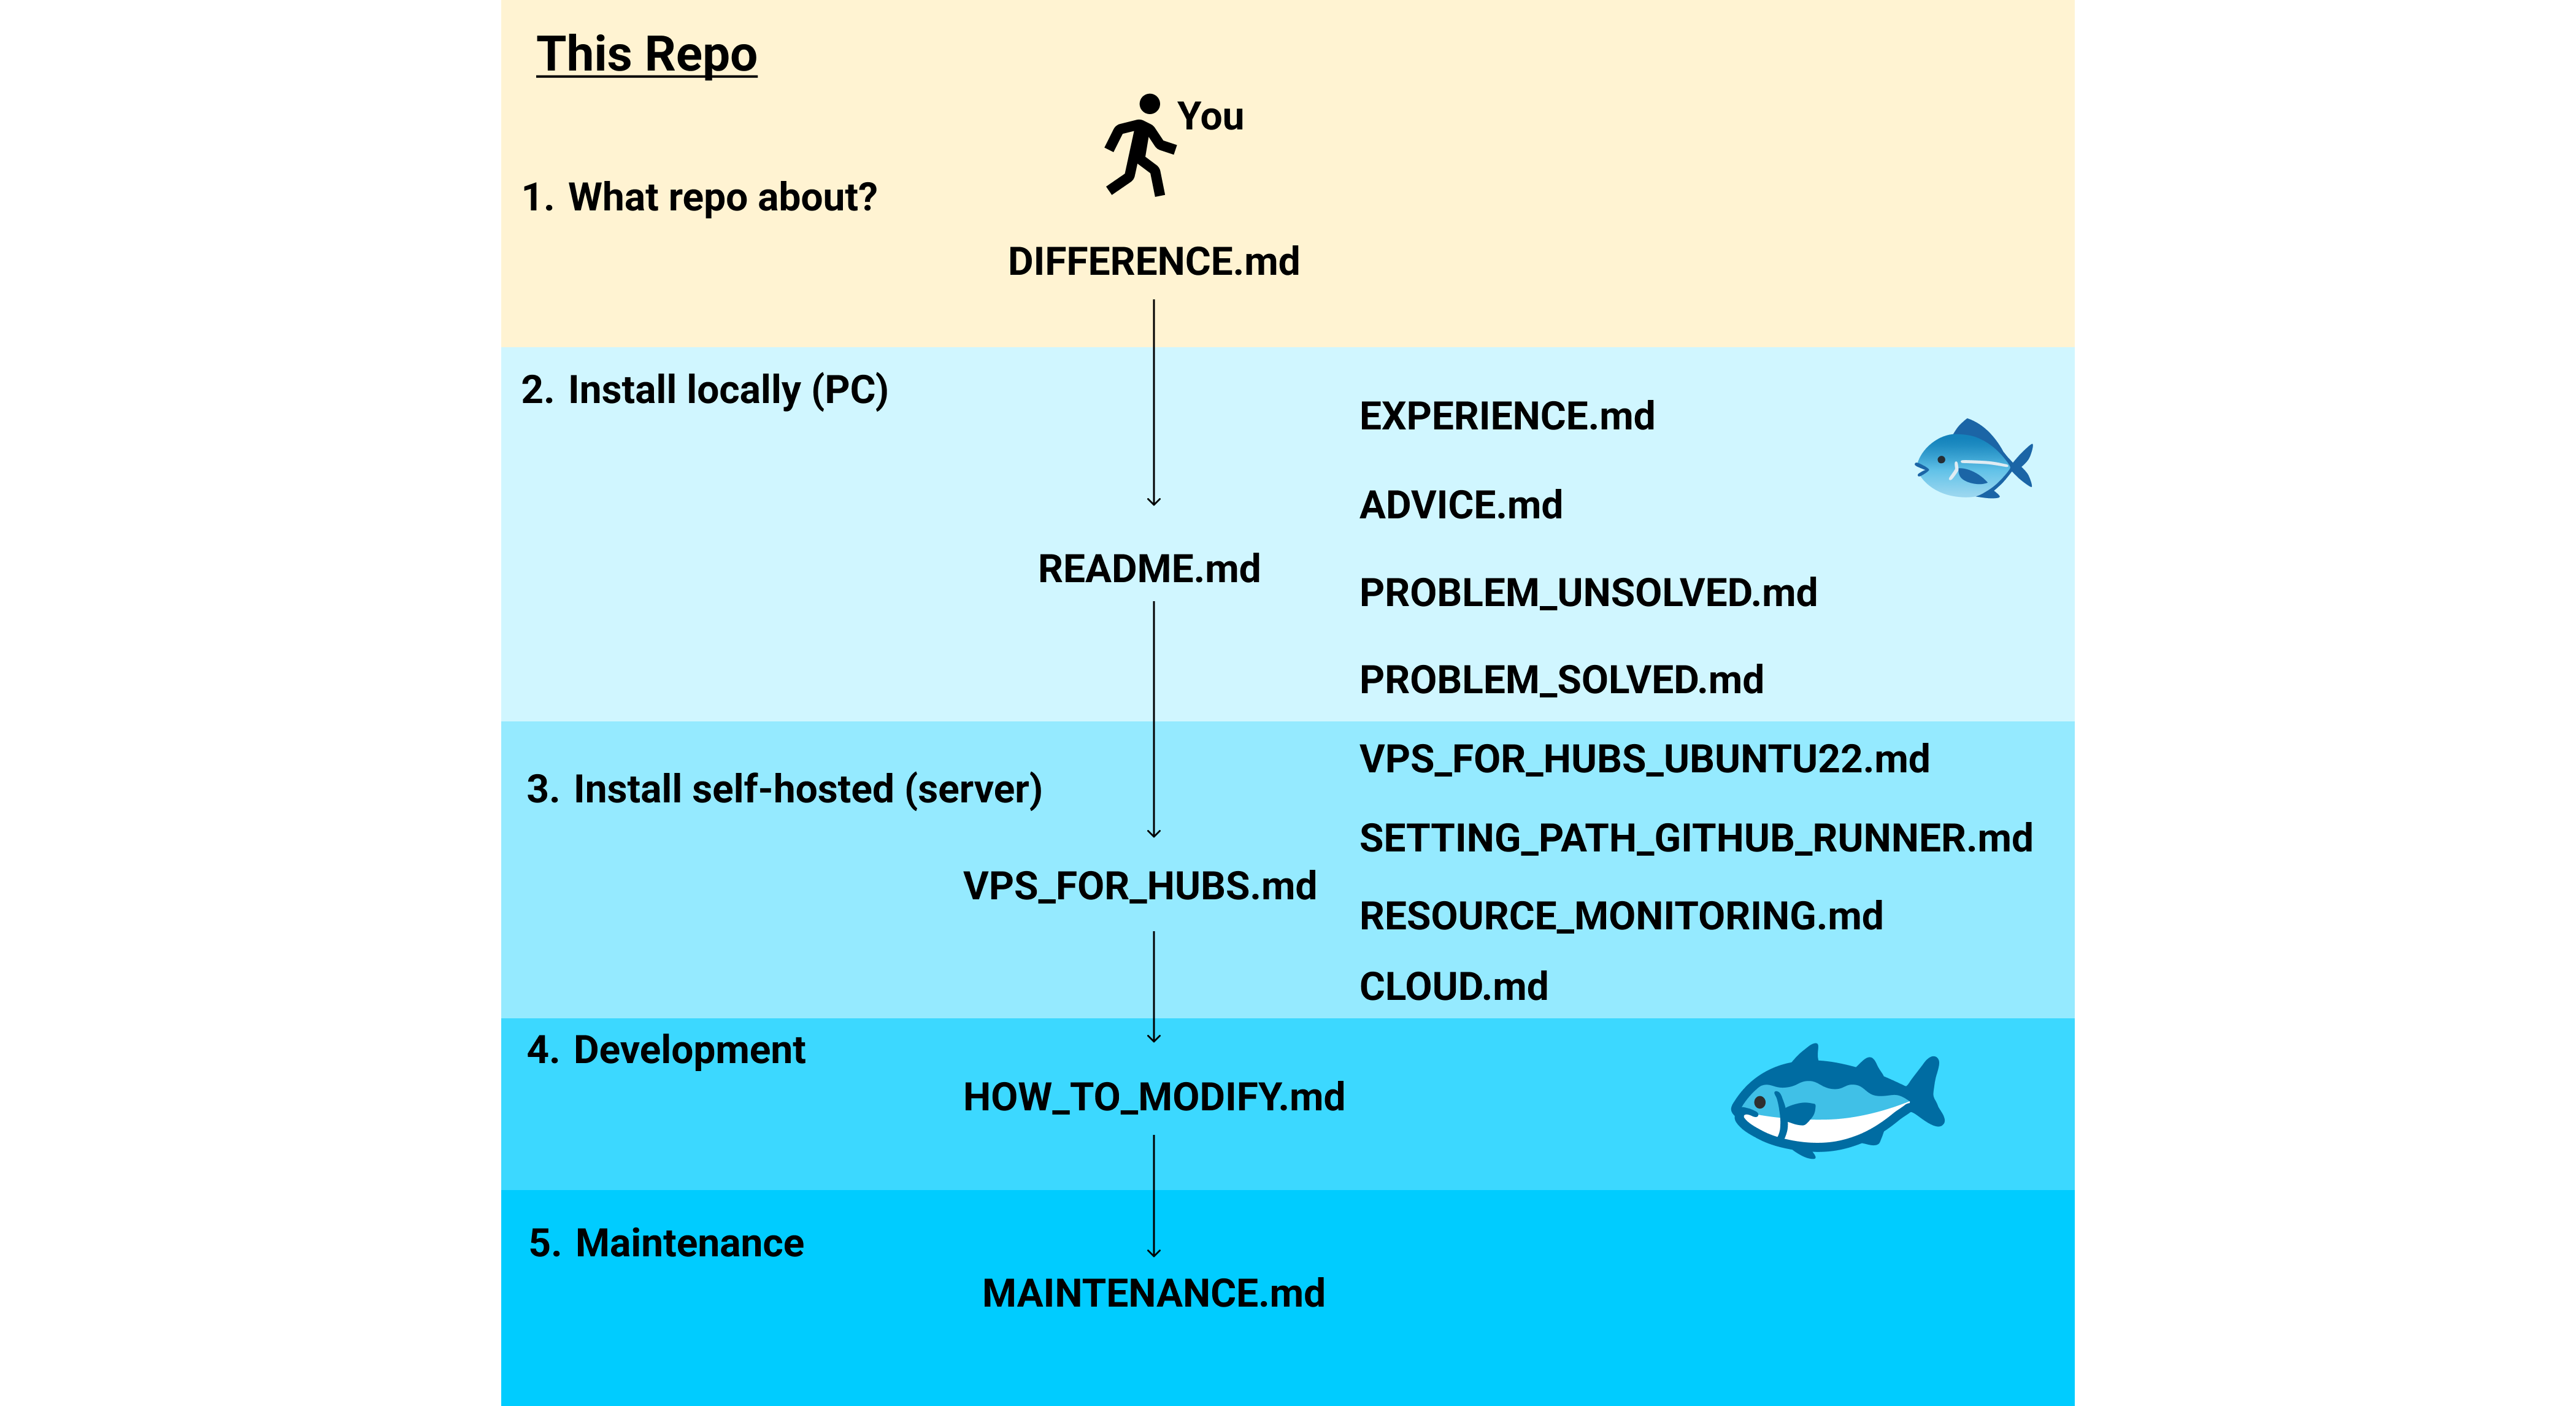 This Repo
You
1. What repo about?
DIFFERENCE.md
2. Install locally (PC)
EXPERIENCE.md
ADVICE.md
README.md
PROBLEM_UNSOLVED.md
PROBLEM_SOLVED.md
3. Install self-hosted (server)
VPS_FOR_HUBS_UBUNTU22.md
SETTING_PATH_GITHUB_RUNNER.md
VPS_FOR_HUBS.md
RESOURCE_MONITORING.md
CLOUD.md
4. Development
HOW_TO_MODIFY.md
5. Maintenance
MAINTENANCE.md